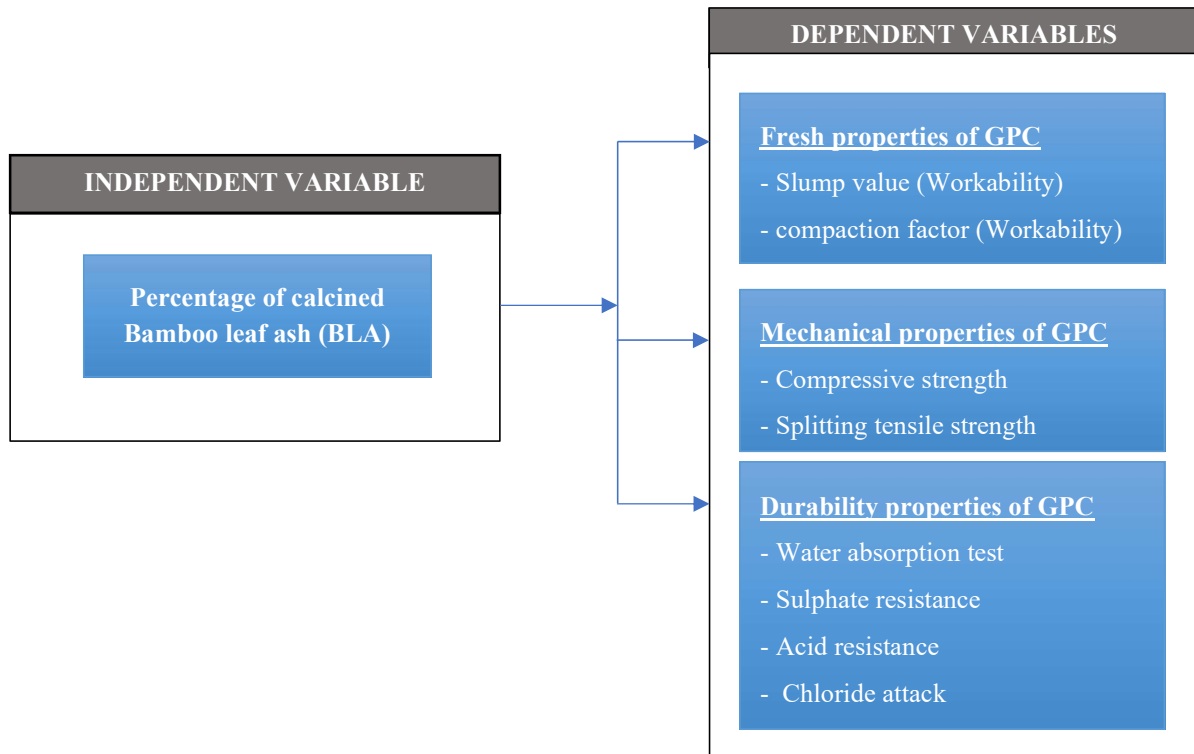 INDEPENDENT VARIABLE
Percentage of calcined
Bamboo leaf ash (BLA)
DEPENDENT VARIABLES
Fresh properties of GPC
- Slump value (Workability)
- compaction factor (Workability)
Mechanical properties of GPC
- Compressive strength
- Splitting tensile strength
Durability properties of GPC
- Water absorption test
- Sulphate resistance
- Acid resistance
- Chloride attack